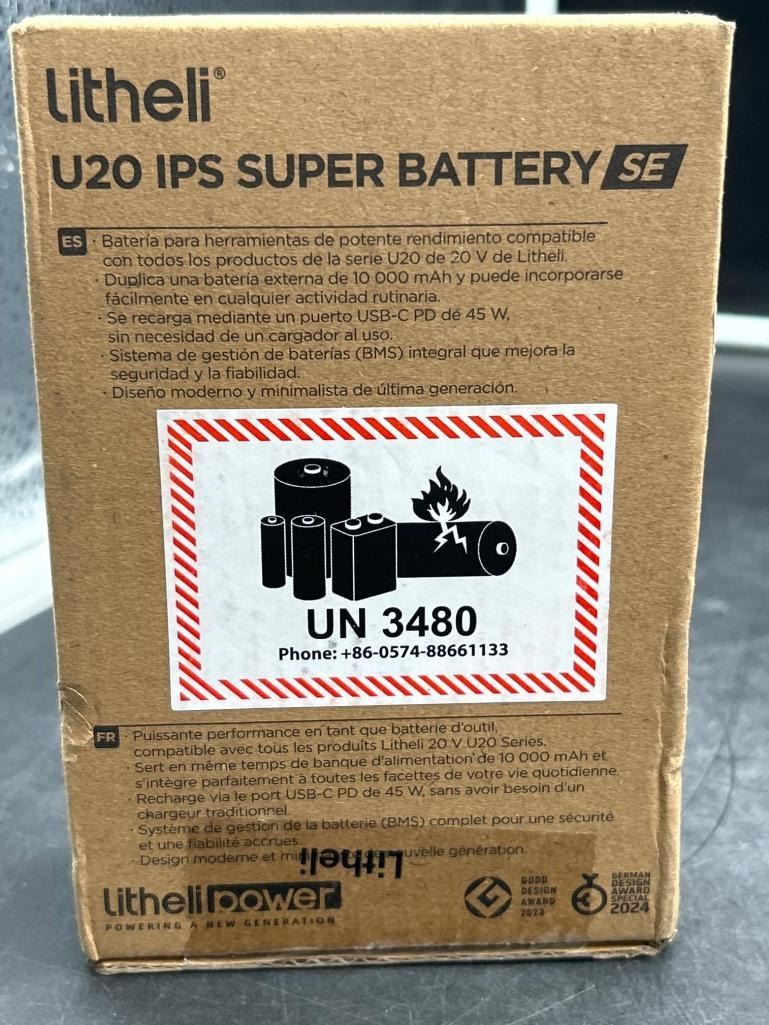 Litheli®
U20 IPS SUPER BATTERY SE
ES · Batería para herramientas de potente rendimiento compatible
con todos los productos de la serie U20 de 20 V de Litheli.
· Duplica una batería externa de 10 000 mAh y puede incorporarse
fácilmente en cualquier actividad rutinaria.
· Se recarga mediante un puerto USB-C PD de 45 W,
sin necesidad de un cargador al uso.
· Sistema de gestión de baterías (BMS) integral que mejora la
seguridad y la fiabilidad.
· Diseño moderno y minimalista de última generación.
UN 3480
Phone: +86-0574-88661133
FR · Puissante performance en tant que batterie d'outil,
compatible avec tous les produits Litheli 20 V U20 Series,
· Sert en même temps de banque d'alimentation de 10 000 mAh et
s'intègre parfaitement à toutes les facettes de votre vie quotidienne.
· Recharge via le port USB-C PD de 45 W, sans avoir besoin d'un
chargeur traditionnel.
· Système de gestion de la batterie (BMS) complet pour une sécurité
et une fiabilité accrues.
· Design moderne et nouvelle génération.
Litheli
Litheli power
POWERING A NEW GENERATION
GOOD
DESIGN
AWARD
2023
GERMAN
DESIGN
AWARD
SPECIAL
2024